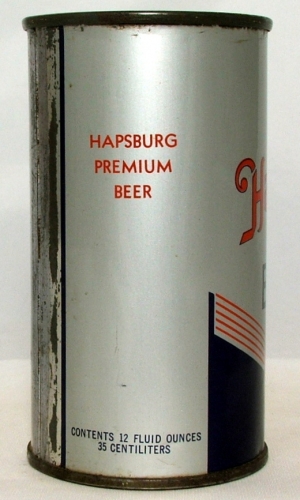 HAPSBURG
PREMIUM
BEER
H
CONTENTS 12 FLUID OUNCES
35 CENTILITERS